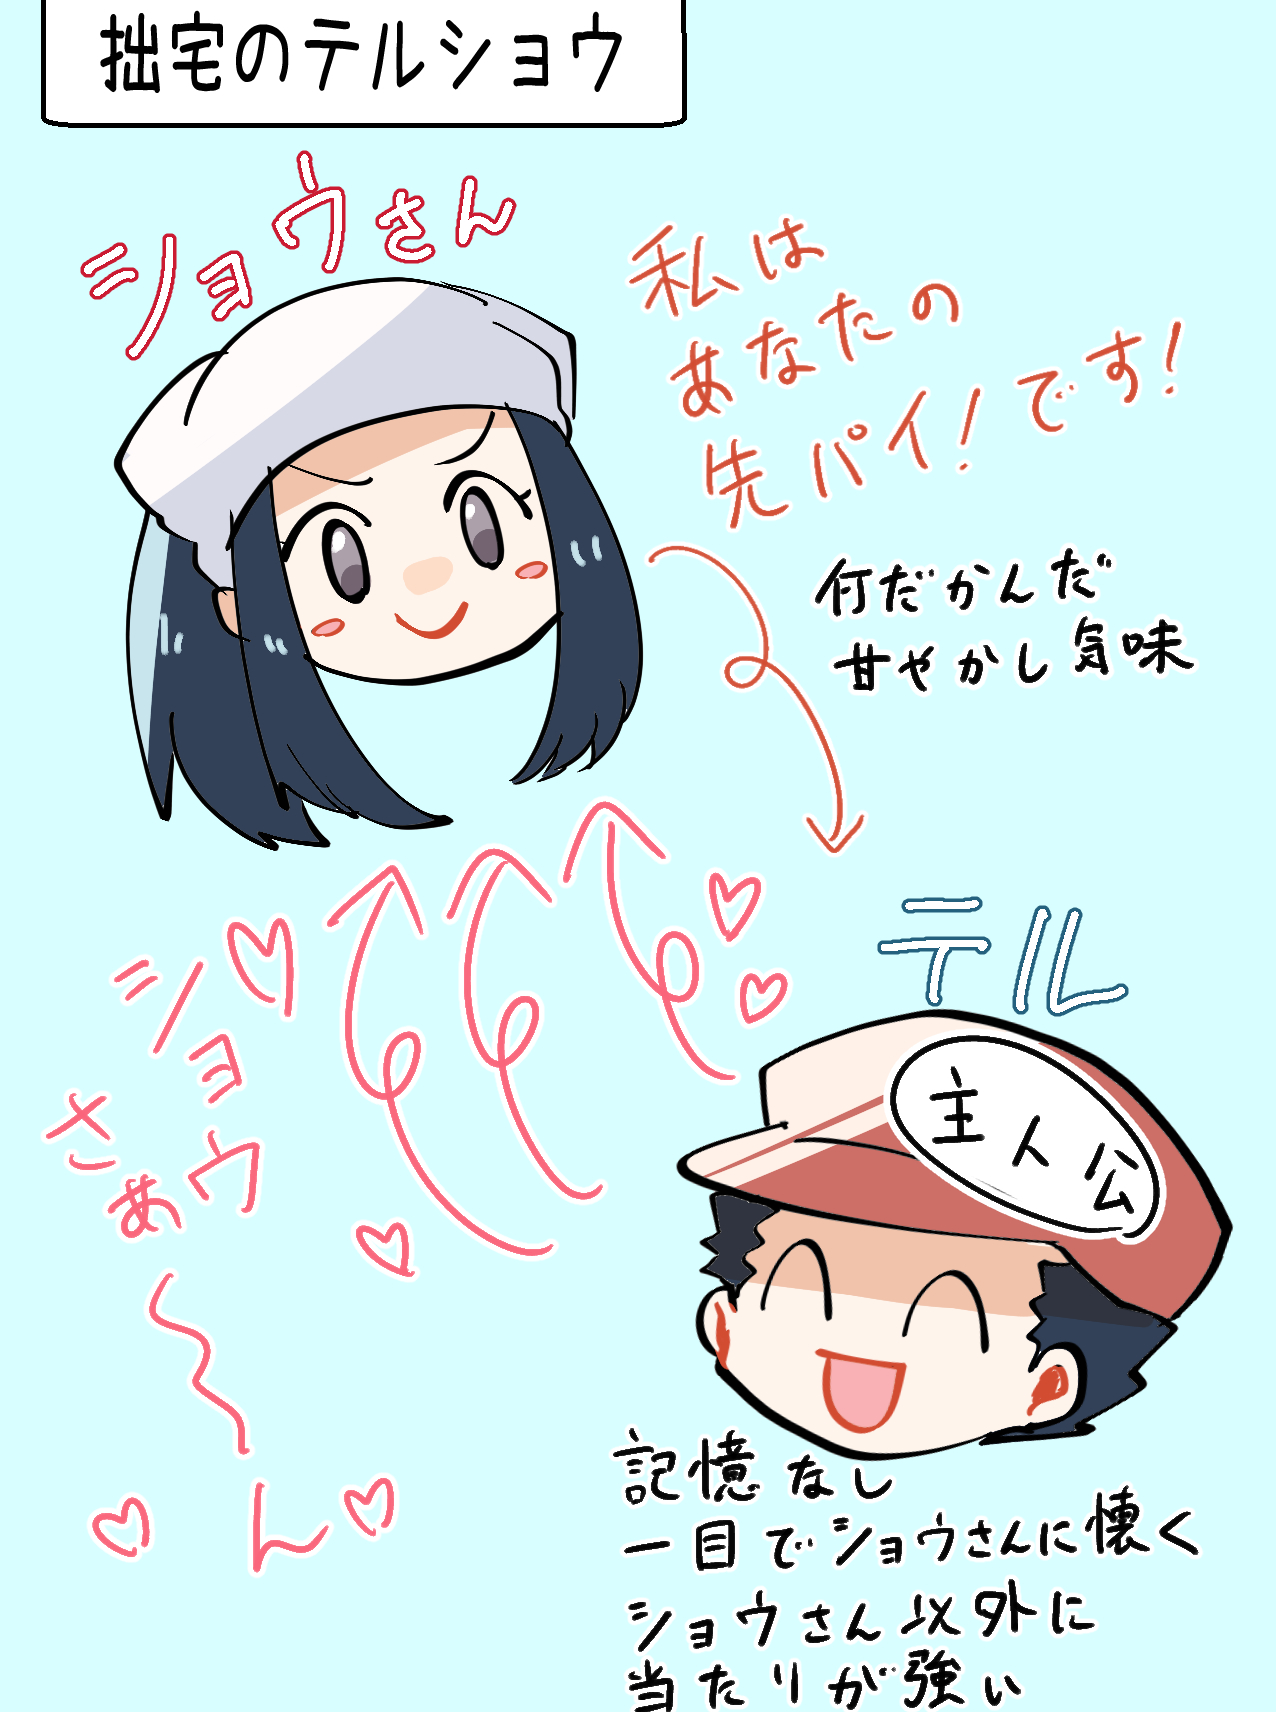 拙宅のテルショウ
ショウさん
私は
あなたの
先パイ!です!
何だかんだ
甘やかし気味
テル
主人公
ショウ
さぁ〜ん
記憶なし
一目でショウさんに懐く
ショウさん以外に
当たりが強い